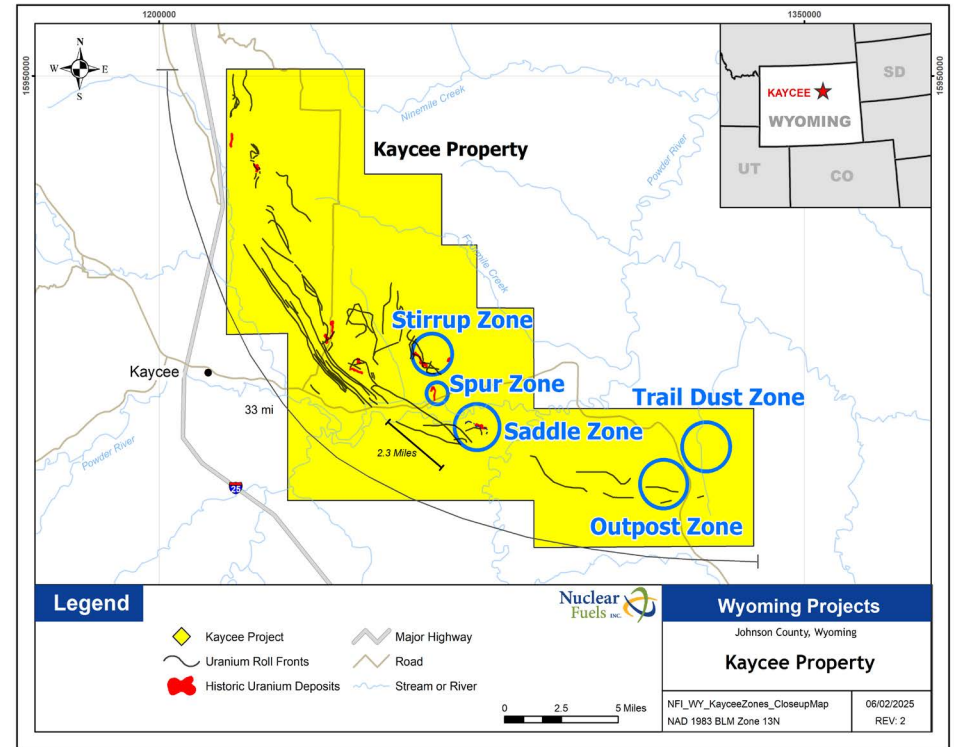 1200000
1350000
15950000
15950000
N
W
E
S
SD
KAYCEE
WYOMING
UT
CO
Ninemile Creek
Powder River
Kaycee Property
Fourmile Creek
Stirrup Zone
Kaycee
Spur Zone
Trail Dust Zone
33 mi
Saddle Zone
2.3 Miles
Powder River
25
Outpost Zone
Legend
Kaycee Project
Uranium Roll Fronts
Historic Uranium Deposits
Major Highway
Road
Stream or River
Nuclear
Fuels INC.
0 2.5 5 Miles
Wyoming Projects
Johnson County, Wyoming
Kaycee Property
NFI_WY_KayceeZones_CloseupMap
NAD 1983 BLM Zone 13N
06/02/2025
REV: 2